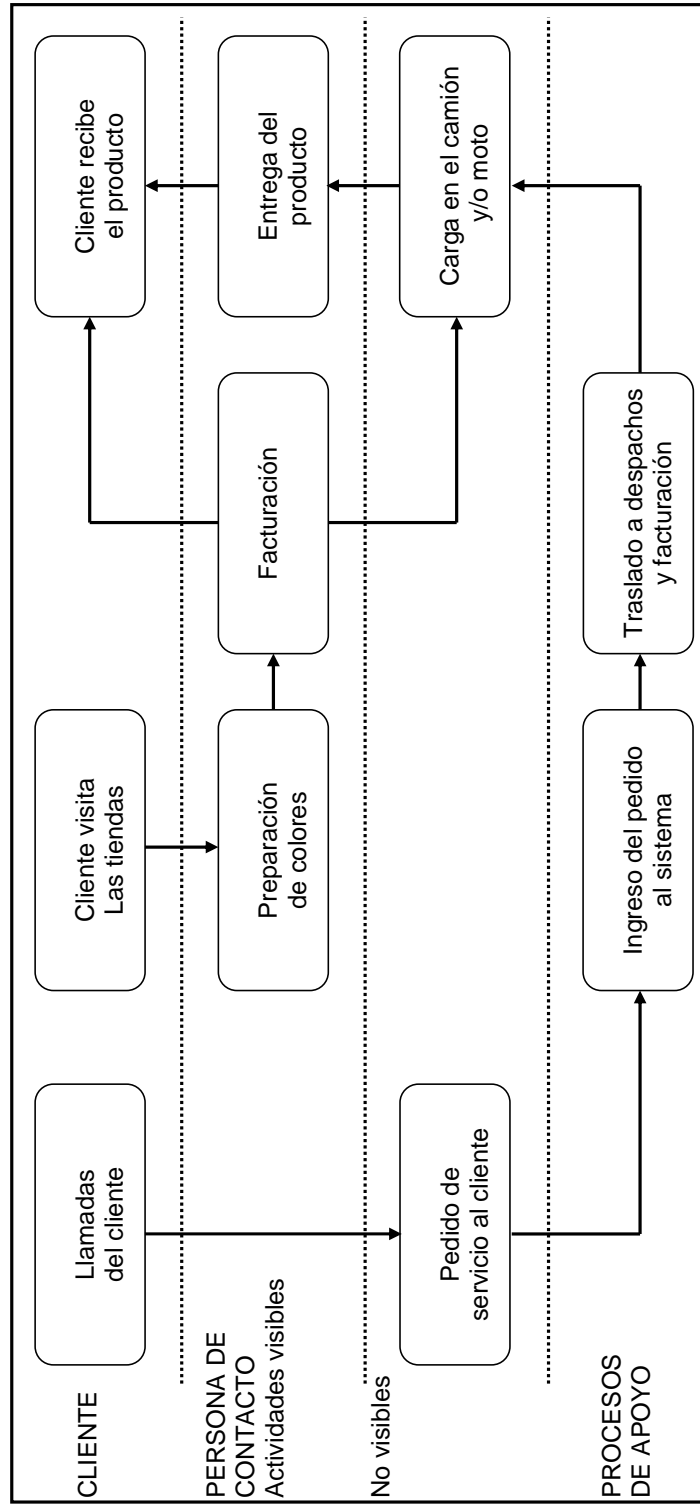 CLIENTE
Llamadas
del cliente
Cliente visita
Las tiendas
Cliente recibe
el producto
PERSONA DE
CONTACTO
Actividades visibles
Preparación
de colores
Facturación
Entrega del
producto
No visibles
Pedido de
servicio al cliente
Carga en el camión
y/o moto
PROCESOS
DE APOYO
Ingreso del pedido
al sistema
Traslado a despachos
y facturación